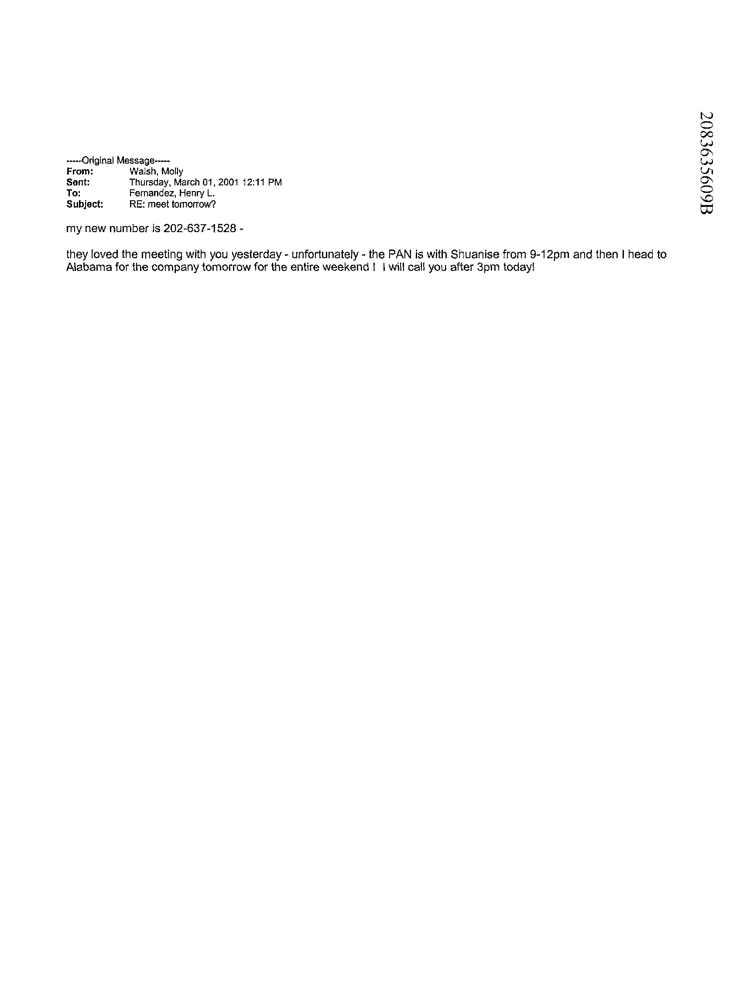 2083635609B
-----Original Message-----
From: Walsh, Molly
Sent: Thursday, March 01, 2001 12:11 PM
To: Fernandez, Henry L.
Subject: RE: meet tomorrow?
my new number is 202-637-1528 -
they loved the meeting with you yesterday - unfortunately - the PAN is with Shuanise from 9-12pm and then I head to
Alabama for the company tomorrow for the entire weekend ! I will call you after 3pm today!